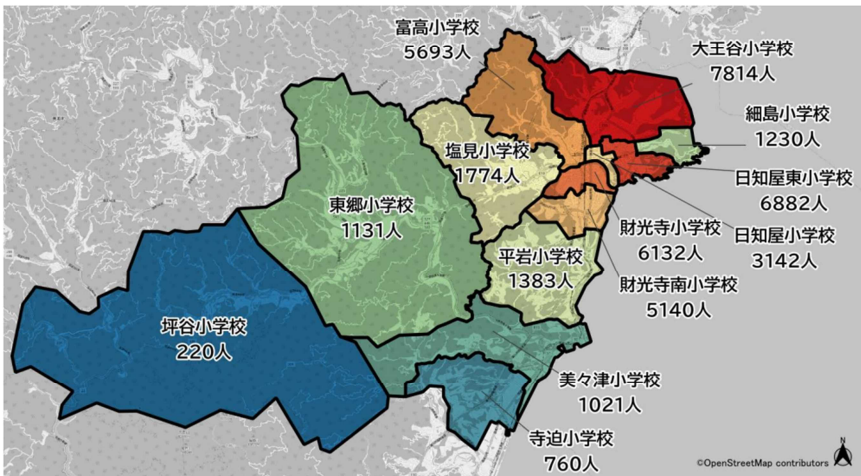 富高小学校
5693人
大王谷小学校
7814人
細島小学校
1230人
塩見小学校
1774人
日知屋東小学校
6882人
東郷小学校
1131人
財光寺小学校
6132人
日知屋小学校
3142人
平岩小学校
1383人
財光寺南小学校
5140人
坪谷小学校
220人
美々津小学校
1021人
寺迫小学校
760人
N
©OpenStreetMap contributors